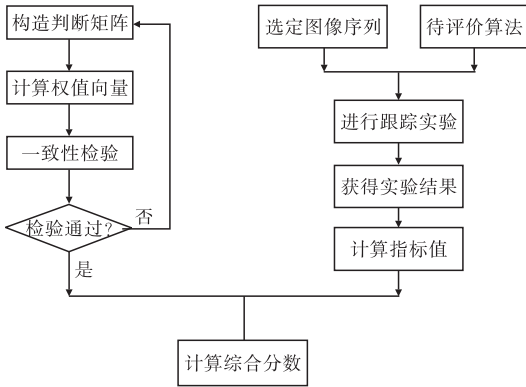 构造判断矩阵
选定图像序列
待评价算法
计算权值向量
进行跟踪实验
一致性检验
获得实验结果
检验通过?
否
计算指标值
是
计算综合分数